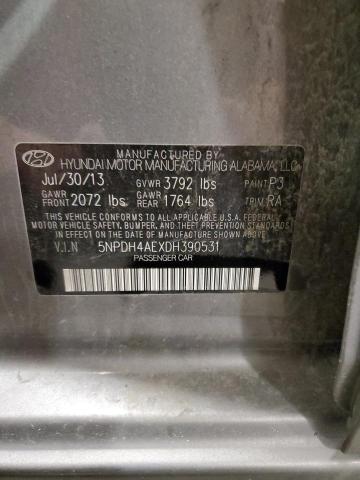 MANUFACTURED BY
HYUNDAI MOTOR MANUFACTURING ALABAMA, LLC
Jul/30/13 GVWR 3792 lbs PAINT P3
GAWR FRONT 2072 lbs GAWR REAR 1764 lbs TRIM RA
THIS VEHICLE CONFORMS TO ALL APPLICABLE U.S.A. FEDERAL
MOTOR VEHICLE SAFETY, BUMPER, AND THEFT PREVENTION
STANDARDS IN EFFECT ON THE DATE OF MANUFACTURE SHOWN ABOVE.
V.I.N 5NPDH4AEXDH390531
PASSENGER CAR